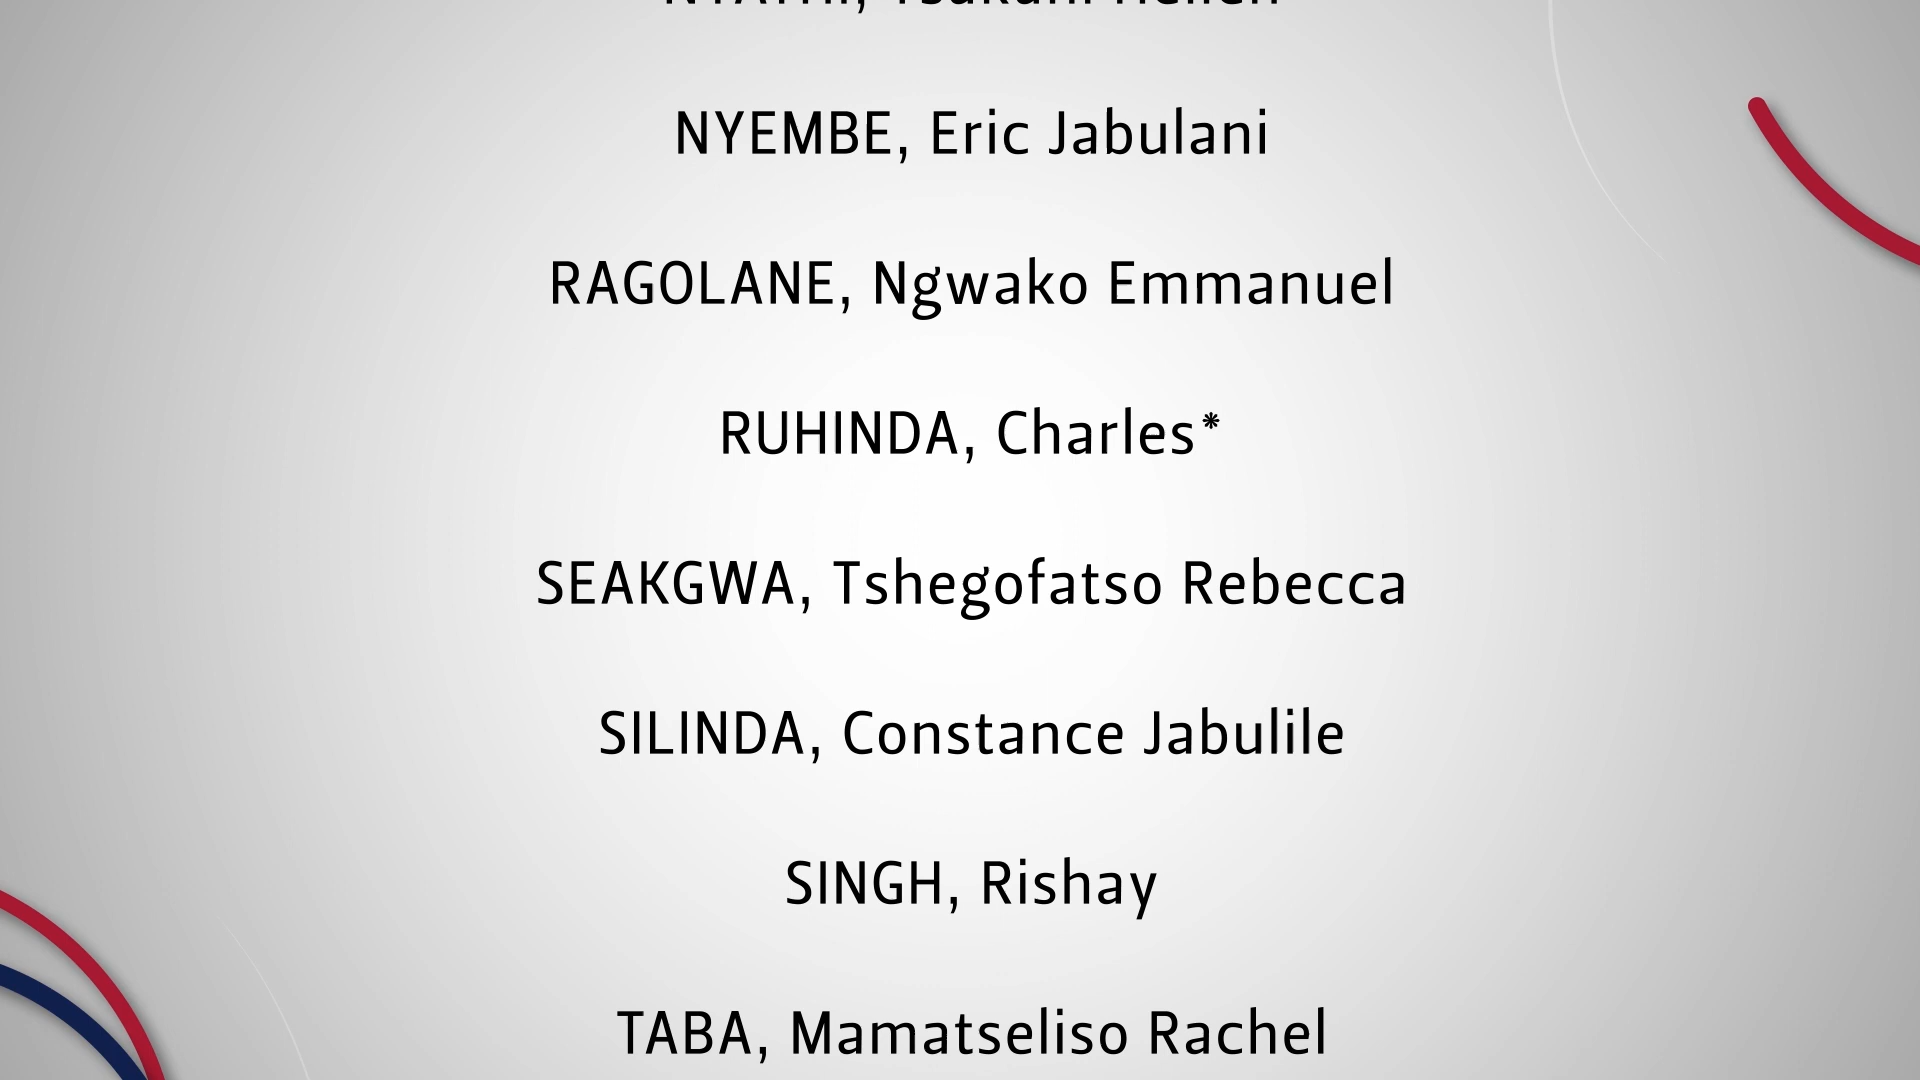 NYEMBE, Eric Jabulani
RAGOLANE, Ngwako Emmanuel
RUHINDA, Charles*
SEAKGWA, Tshegofatso Rebecca
SILINDA, Constance Jabulile
SINGH, Rishay
TABA, Mamatseliso Rachel